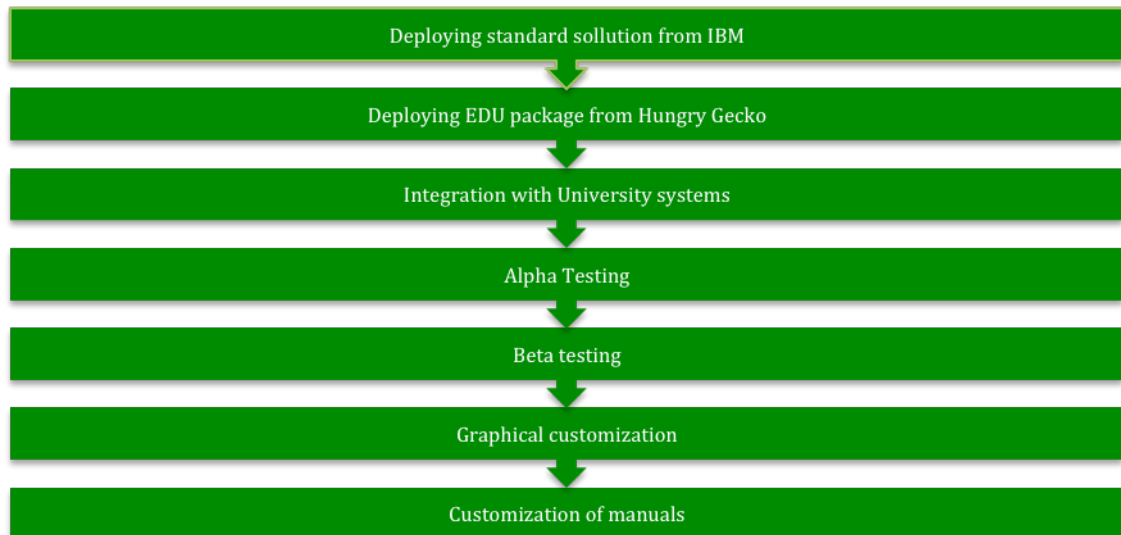 Deploying standard sollution from IBM
Deploying EDU package from Hungry Gecko
Integration with University systems
Alpha Testing
Beta testing
Graphical customization
Customization of manuals